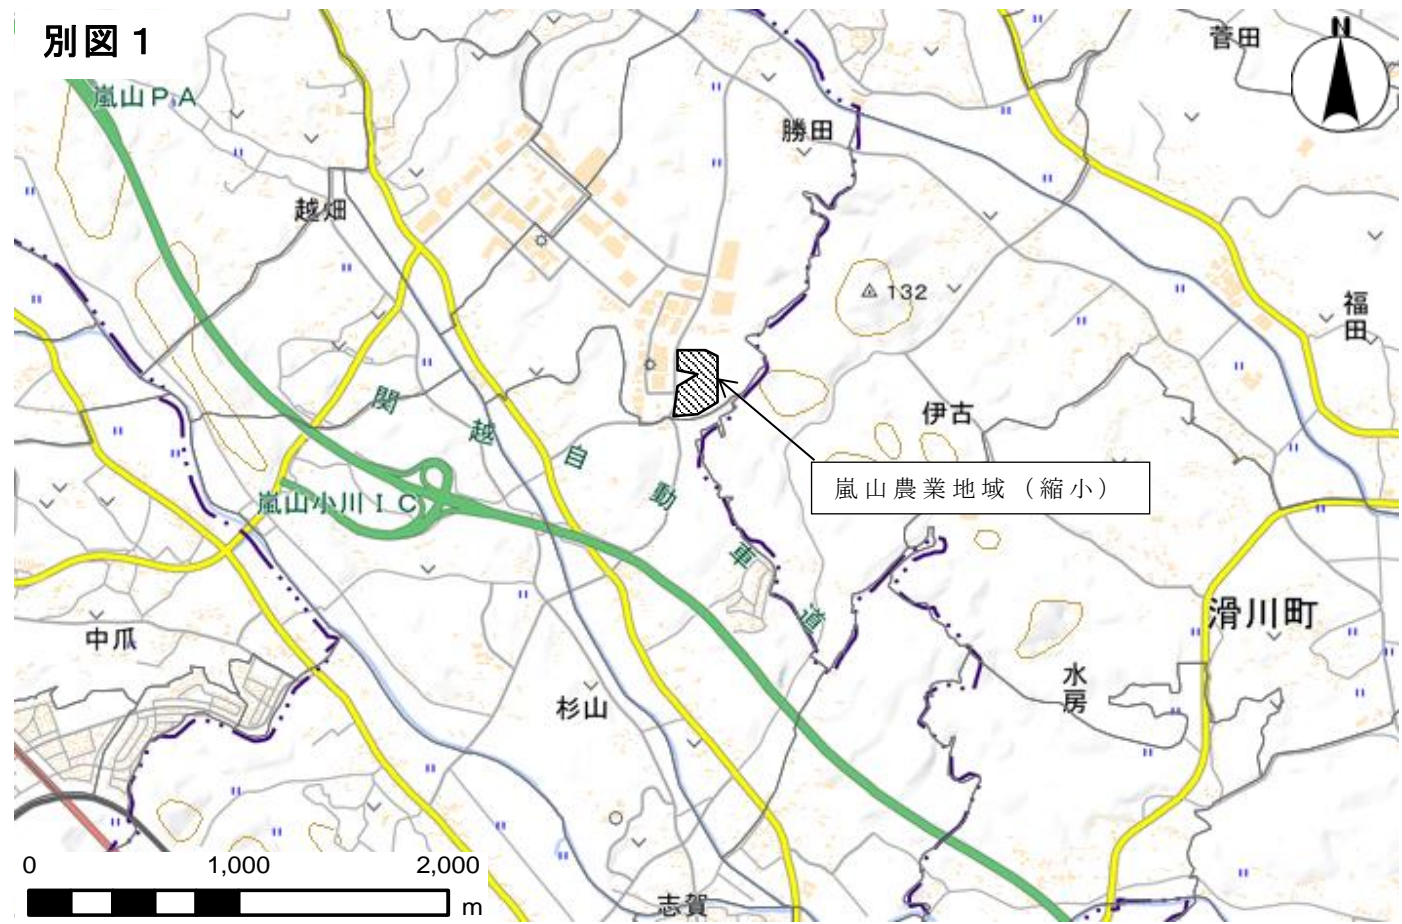 別図１
菅田
N
嵐山ＰＡ
勝田
越畑
132
福田
関越自動車道
伊古
嵐山農業地域（縮小）
嵐山小川ＩＣ
滑川町
中爪
水房
杉山
志賀
0 1,000 2,000
m